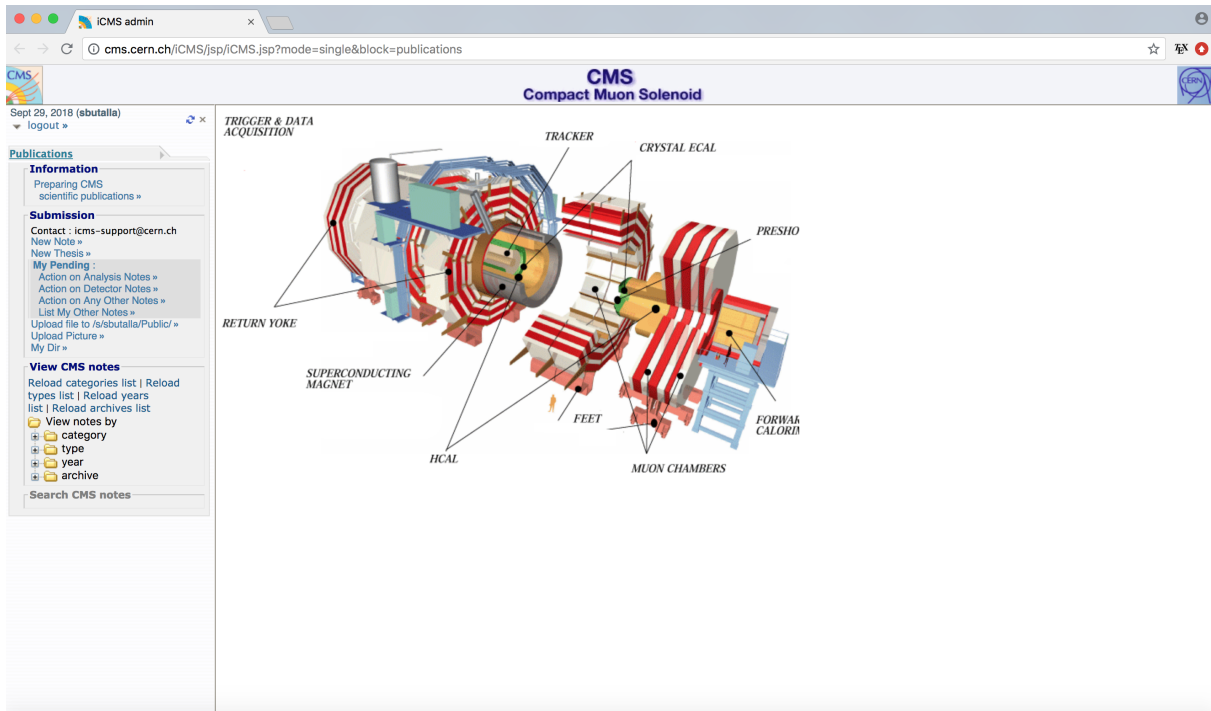 iCMS admin
cms.cern.ch/iCMS/jsp/iCMS.jsp?mode=single&block=publications
CMS
CMS
Compact Muon Solenoid
CERN
Sept 29, 2018 (sbutalla)
logout »
Publications
Information
Preparing CMS
scientific publications »
Submission
Contact : icms-support@cern.ch
New Note »
New Thesis »
My Pending :
Action on Analysis Notes »
Action on Detector Notes »
Action on Any Other Notes »
List My Other Notes »
Upload file to /s/sbutalla/Public/ »
Upload Picture »
My Dir »
View CMS notes
Reload categories list | Reload
types list | Reload years
list | Reload archives list
View notes by
category
type
year
archive
Search CMS notes
TRIGGER & DATA
ACQUISITION
TRACKER
CRYSTAL ECAL
PRESHO
RETURN YOKE
SUPERCONDUCTING
MAGNET
FEET
FORWAR
CALORIM
HCAL
MUON CHAMBERS